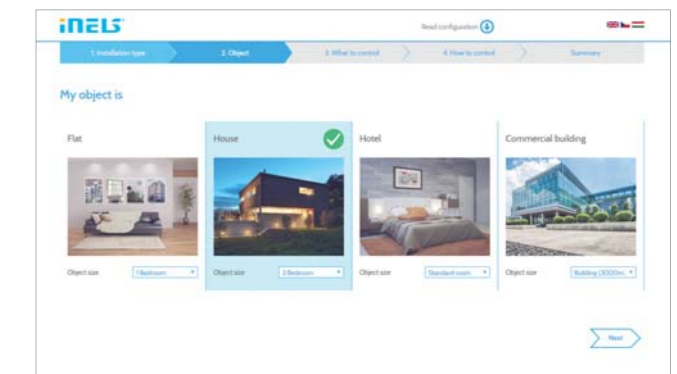 iNELS
Read configuration
1. Installation type
2. Object
3. What to control
4. How to control
Summary
My object is
Flat
House
Hotel
Commercial building
Object size
1 Bedroom
Object size
Object size
Standard room
Object size
Building (3000m
Next